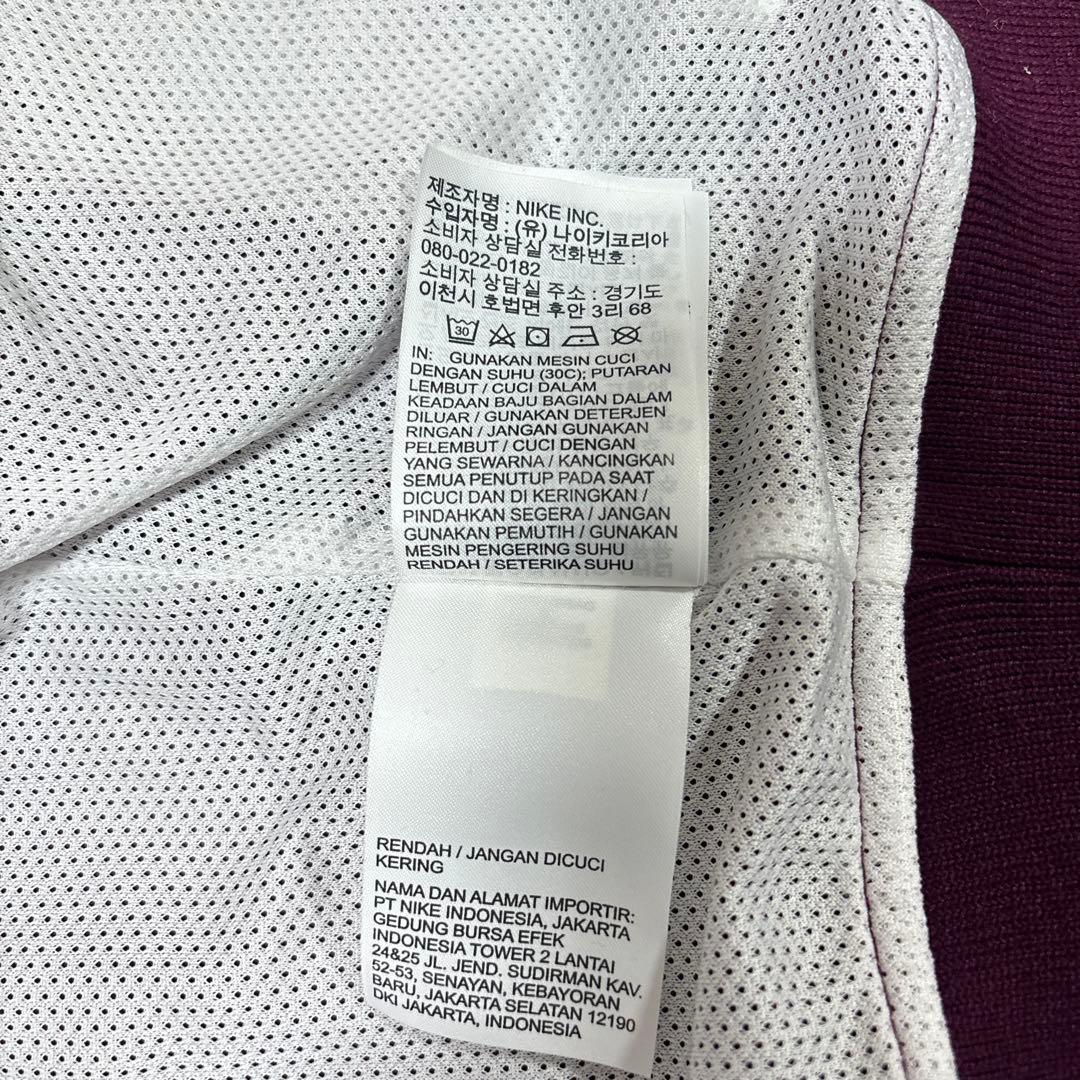 제조자명 : NIKE INC.
수입자명 : (유) 나이키코리아
소비자 상담실 전화번호 :
080-022-0182
소비자 상담실 주소 : 경기도
이천시 호법면 후안 3리 68
30
IN: GUNAKAN MESIN CUCI
DENGAN SUHU (30C); PUTARAN
LEMBUT / CUCI DALAM
KEADAAN BAJU BAGIAN DALAM
DILUAR / GUNAKAN DETERJEN
RINGAN / JANGAN GUNAKAN
PELEMBUT / CUCI DENGAN
YANG SEWARNA / KANCINGKAN
SEMUA PENUTUP PADA SAAT
DICUCI DAN DI KERINGKAN /
PINDAHKAN SEGERA / JANGAN
GUNAKAN PEMUTIH / GUNAKAN
MESIN PENGERING SUHU
RENDAH / SETERIKA SUHU
RENDAH / JANGAN DICUCI
KERING
NAMA DAN ALAMAT IMPORTIR:
PT NIKE INDONESIA, JAKARTA
GEDUNG BURSA EFEK
INDONESIA TOWER 2 LANTAI
24&25 JL. JEND. SUDIRMAN KAV.
52-53, SENAYAN, KEBAYORAN
BARU, JAKARTA SELATAN 12190
DKI JAKARTA, INDONESIA